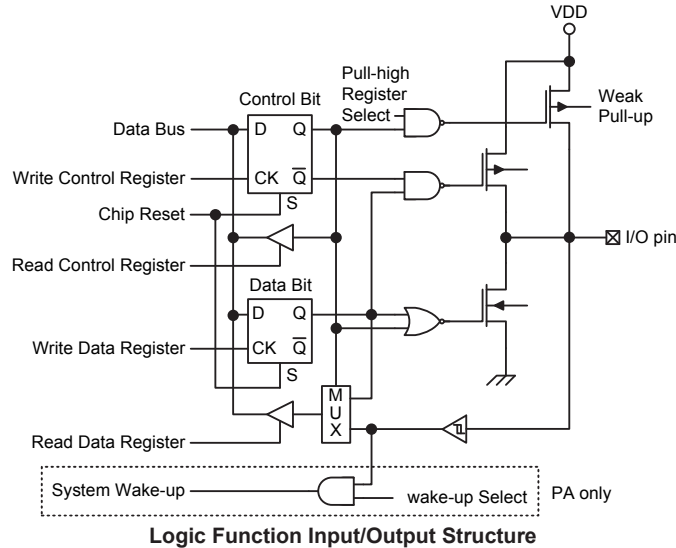 VDD
Pull-high
Register
Select
Weak
Pull-up
Control Bit
Data Bus
D
Q
Write Control Register
CK
Q
S
Chip Reset
I/O pin
Read Control Register
Data Bit
D
Q
Write Data Register
CK
Q
S
M
U
X
Read Data Register
System Wake-up
wake-up Select
PA only
Logic Function Input/Output Structure